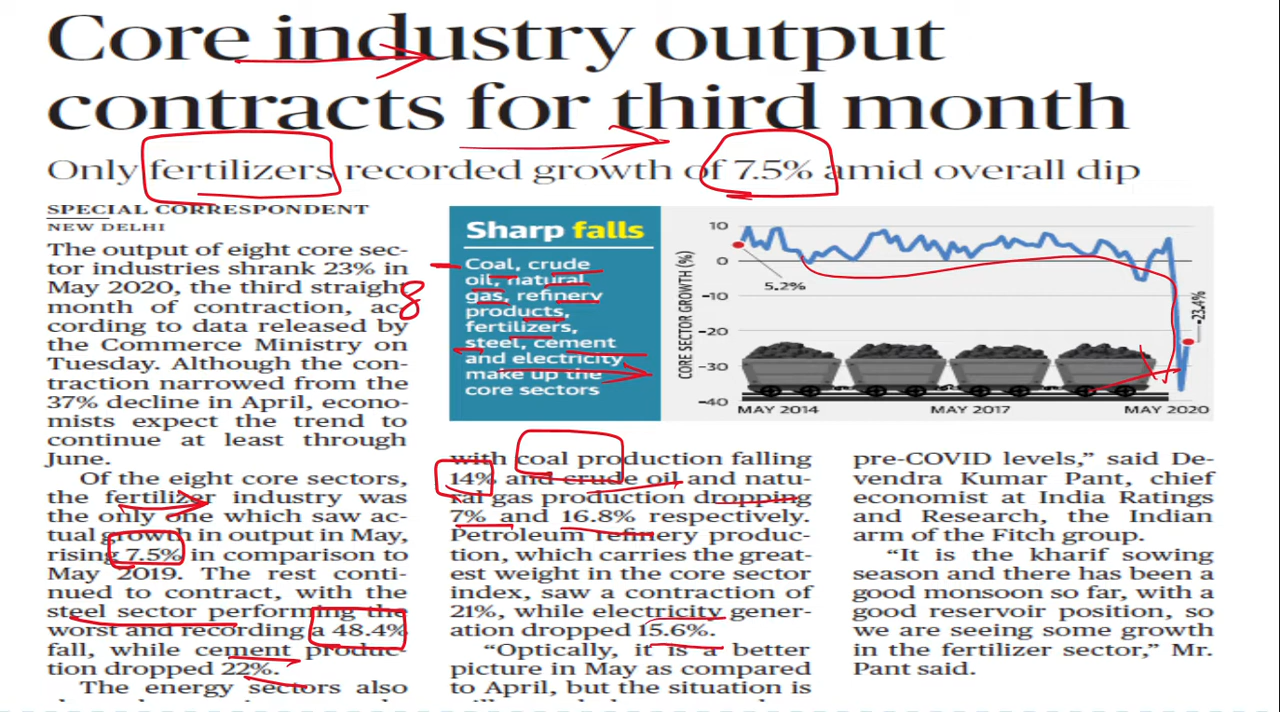 Core industry output
contracts for third month
Only fertilizers recorded growth of 7.5% amid overall dip
SPECIAL CORRESPONDENT
NEW DELHI
The output of eight core sec-
tor industries shrank 23% in
May 2020, the third straight
month of contraction, ac-
cording to data released by
the Commerce Ministry on
Tuesday. Although the con-
traction narrowed from the
37% decline in April, econo-
mists expect the trend to
continue at least through
June.
Of the eight core sectors,
the fertilizer industry was
the only one which saw ac-
tual growth in output in May,
rising 7.5% in comparison to
May 2019. The rest conti-
nued to contract, with the
steel sector performing the
worst and recording a 48.4%
fall, while cement produc-
tion dropped 22%.
The energy sectors also
8
Sharp falls
Coal, crude
oil, natural
gas, refinery
products,
fertilizers,
steel, cement
and electricity
make up the
core sectors
CORE SECTOR GROWTH (%)
10
0
-10
-20
-30
-40
5.2%
-23.4%
MAY 2014
MAY 2017
MAY 2020
with coal production falling
14% and crude oil and natu-
ral gas production dropping
7% and 16.8% respectively.
Petroleum refinery produc-
tion, which carries the great-
est weight in the core sector
index, saw a contraction of
21%, while electricity gener-
ation dropped 15.6%.
"Optically, it is a better
picture in May as compared
to April, but the situation is
pre-COVID levels," said De-
vendra Kumar Pant, chief
economist at India Ratings
and Research, the Indian
arm of the Fitch group.
"It is the kharif sowing
season and there has been a
good monsoon so far, with a
good reservoir position, so
we are seeing some growth
in the fertilizer sector," Mr.
Pant said.